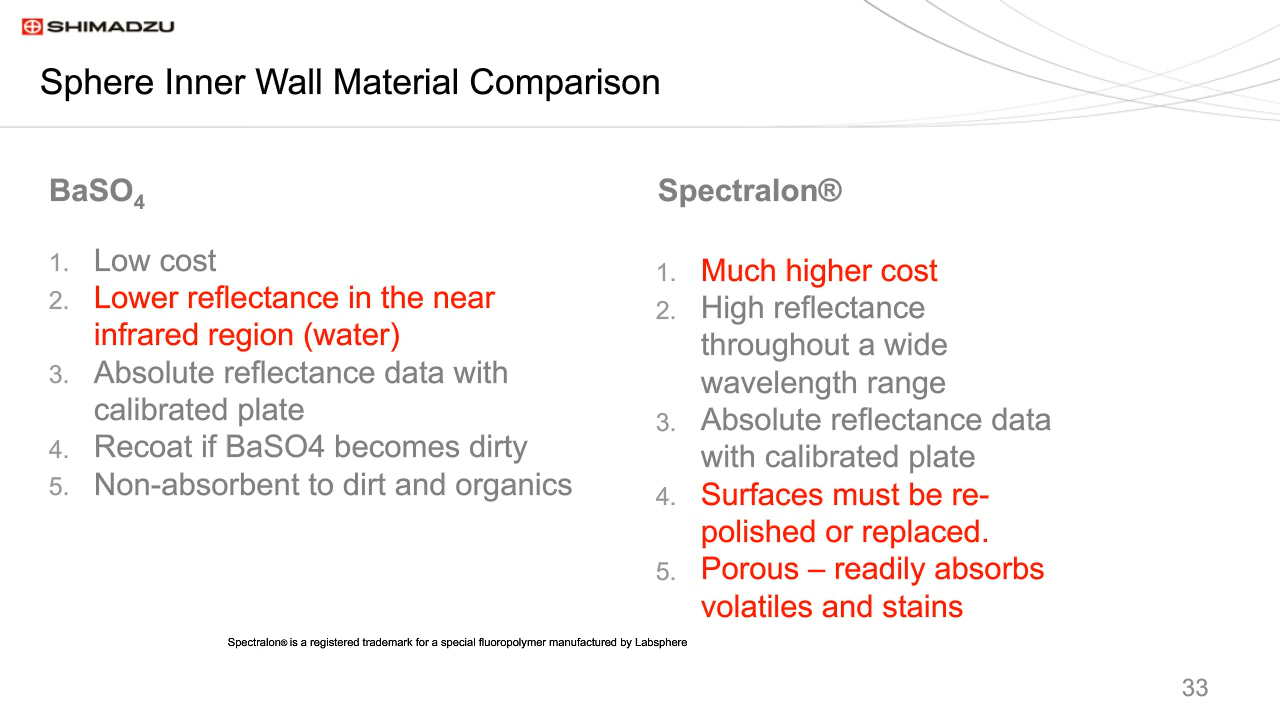 SHIMADZU
Sphere Inner Wall Material Comparison
BaSO4
1. Low cost
2. Lower reflectance in the near
infrared region (water)
3. Absolute reflectance data with
calibrated plate
4. Recoat if BaSO4 becomes dirty
5. Non-absorbent to dirt and organics
Spectralon®
1. Much higher cost
2. High reflectance
throughout a wide
wavelength range
3. Absolute reflectance data
with calibrated plate
4. Surfaces must be re-
polished or replaced.
5. Porous – readily absorbs
volatiles and stains
Spectralon® is a registered trademark for a special fluoropolymer manufactured by Labsphere
33